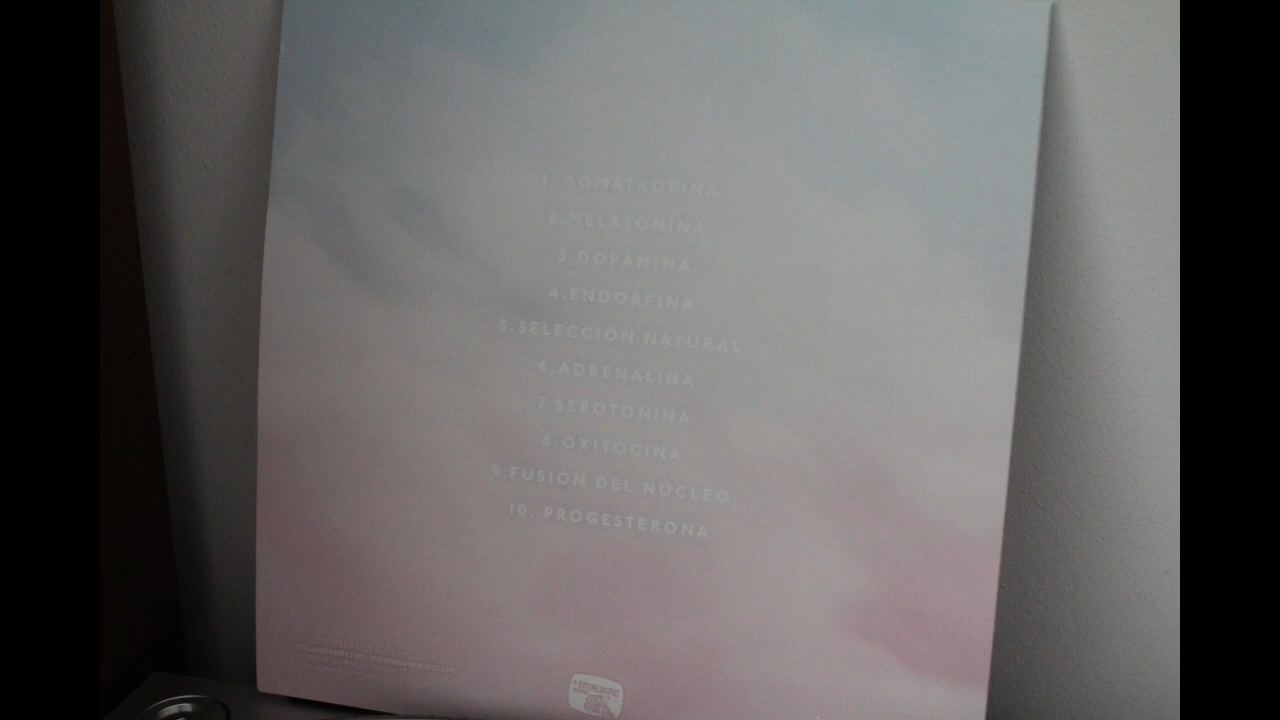 1. SOMATROPINA
2.MELATONINA
3.DOPAMINA
4.ENDORFINA
5.SELECCIÓN NATURAL
6.ADRENALINA
7.SEROTONINA
8.OXITOCINA
9.FUSIÓN DEL NÚCLEO
10. PROGESTERONA
DROMEDARIO